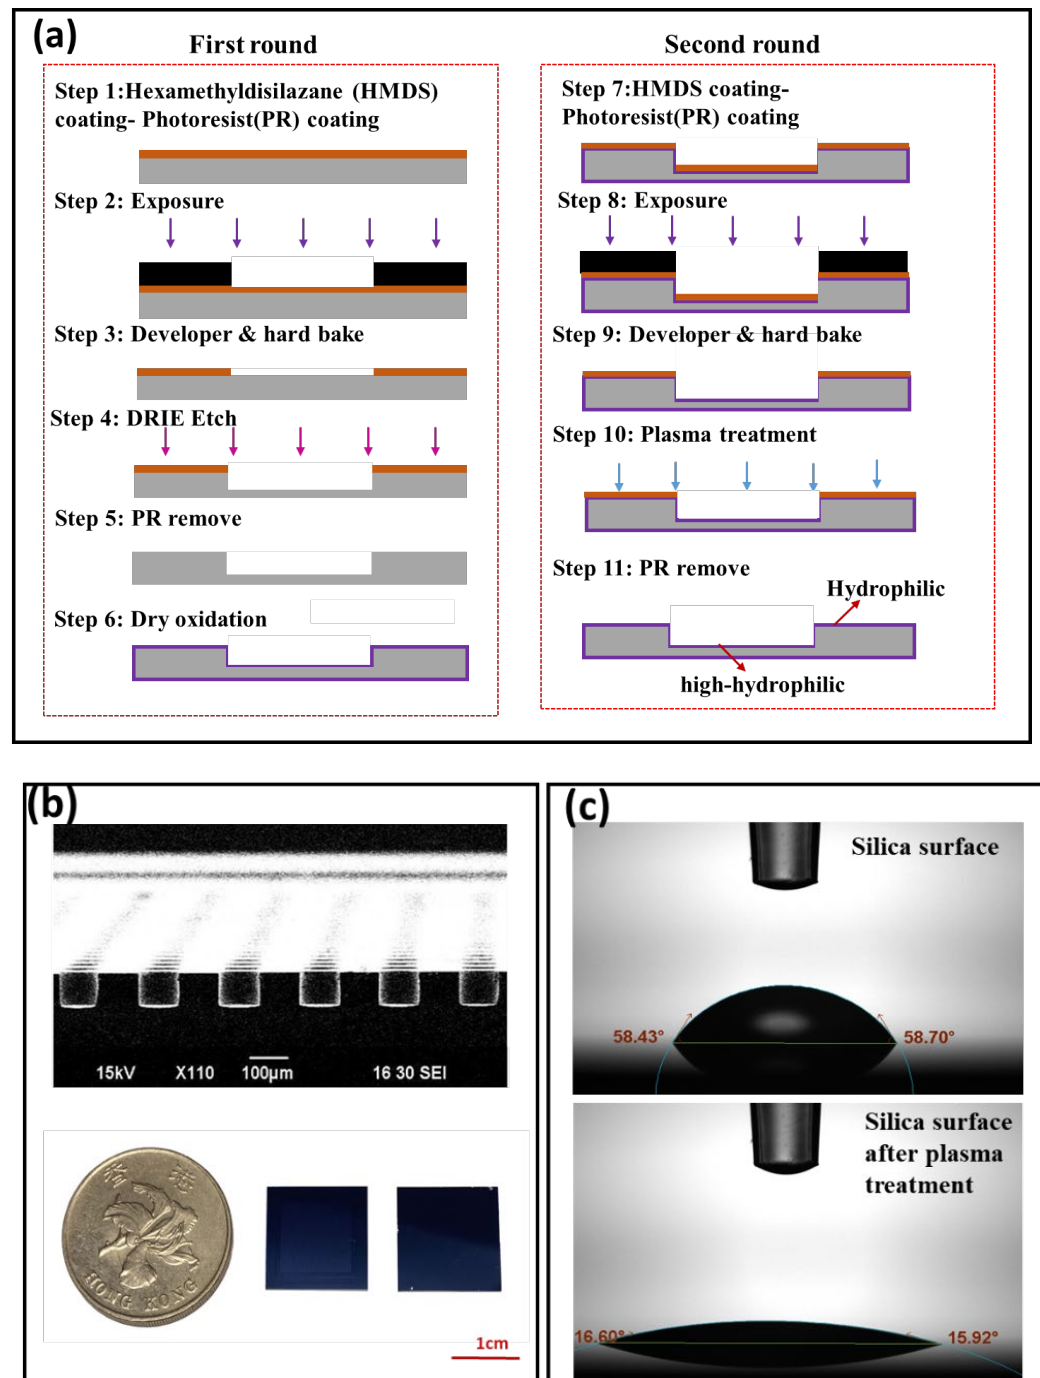 (a)
First round
Step 1:Hexamethyldisilazane (HMDS)
coating- Photoresist(PR) coating
Step 2: Exposure
Step 3: Developer & hard bake
Step 4: DRIE Etch
Step 5: PR remove
Step 6: Dry oxidation
Second round
Step 7:HMDS coating-
Photoresist(PR) coating
Step 8: Exposure
Step 9: Developer & hard bake
Step 10: Plasma treatment
Step 11: PR remove
Hydrophilic
high-hydrophilic
(b)
15kV X110 100μm 16 30 SEI
香 港
HONG KONG
1cm
(c)
Silica surface
58.43° 58.70°
Silica surface
after plasma
treatment
16.60° 15.92°